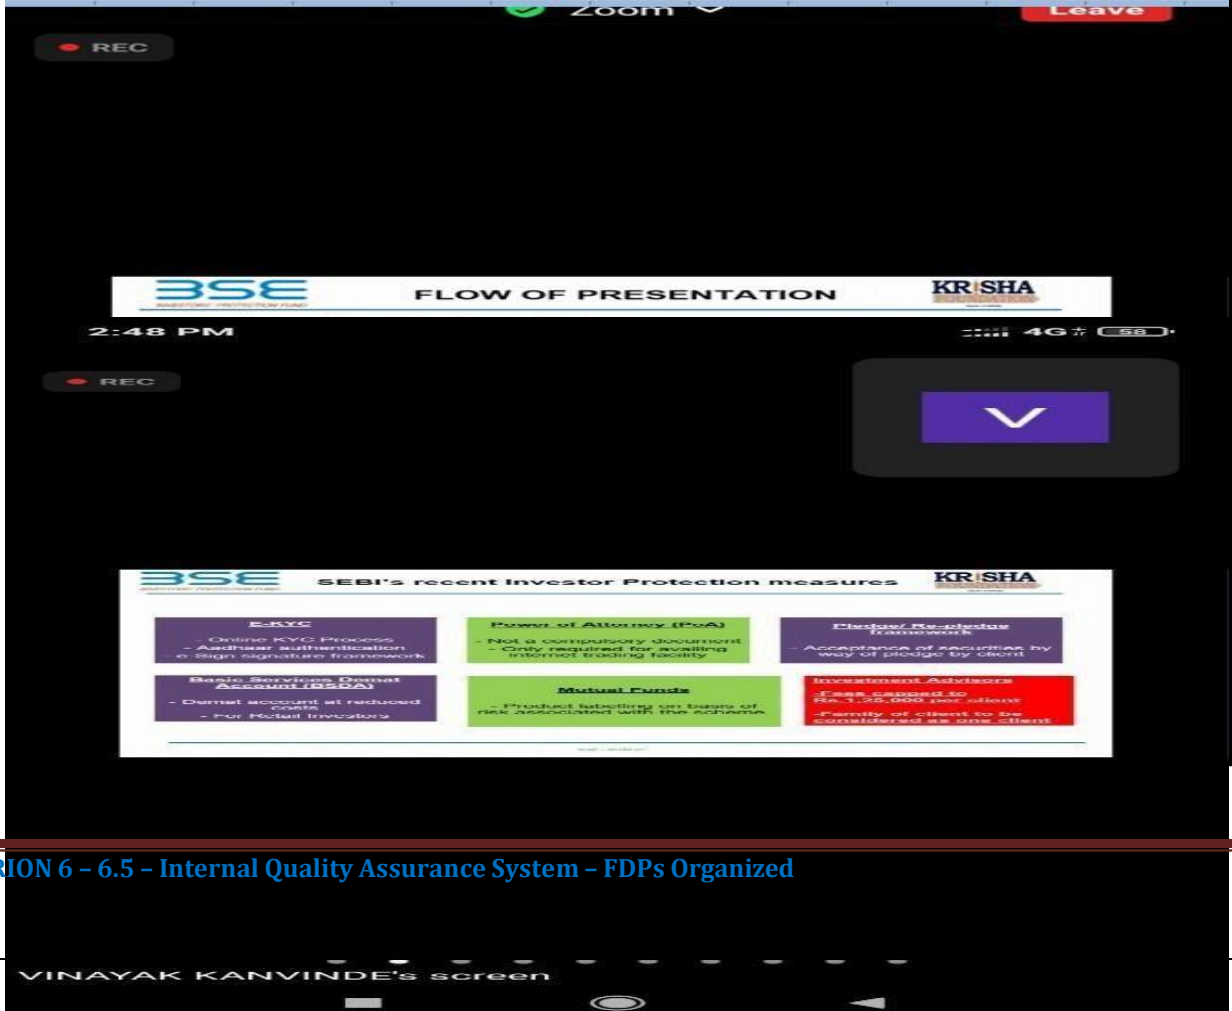 Zoom
Leave
REC
BSE
INVESTORS' PROTECTION FUND
FLOW OF PRESENTATION
KRISHA
FOUNDATION
2:48 PM
4G
58
REC
V
BSE
SEBI's recent Investor Protection measures
KRISHA
E-KYC
- Online KYC Process
- Aadhaar authentication
e-Sign signature framework
Power of Attorney (PoA)
- Not a compulsory document
- Only required for availing
internet trading facility
Pledge/ Re-pledge
framework
- Acceptance of securities by
way of pledge by client
Basic Services Demat
Account (BSDA)
- Demat account at reduced
costs
- For Retail Investors
Mutual Funds
- Product labeling on basis of
risk associated with the scheme
Investment Advisors
-Fees capped to
Rs.1,25,000 per client
-Family of client to be
considered as one client
RION 6 – 6.5 – Internal Quality Assurance System – FDPs Organized
VINAYAK KANVINDE's screen